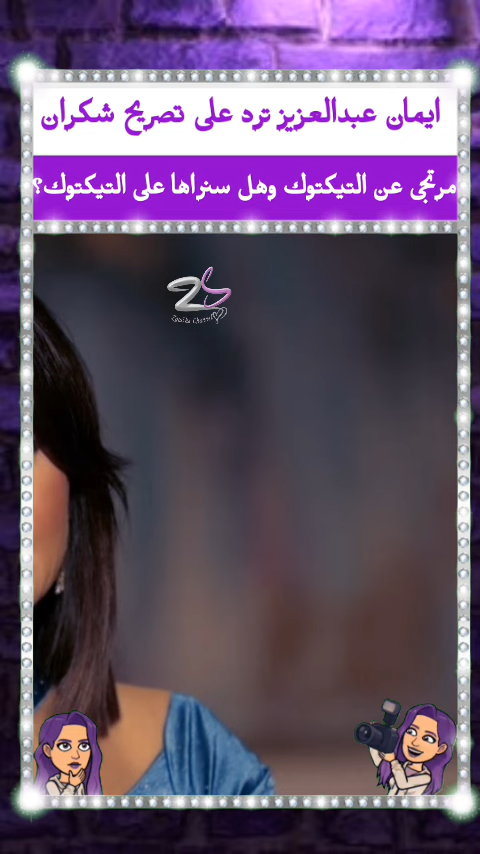 ايمان عبدالعزيز ترد على تصريح شكران
مرتجى عن التيكتوك وهل سنراها على التيكتوك؟